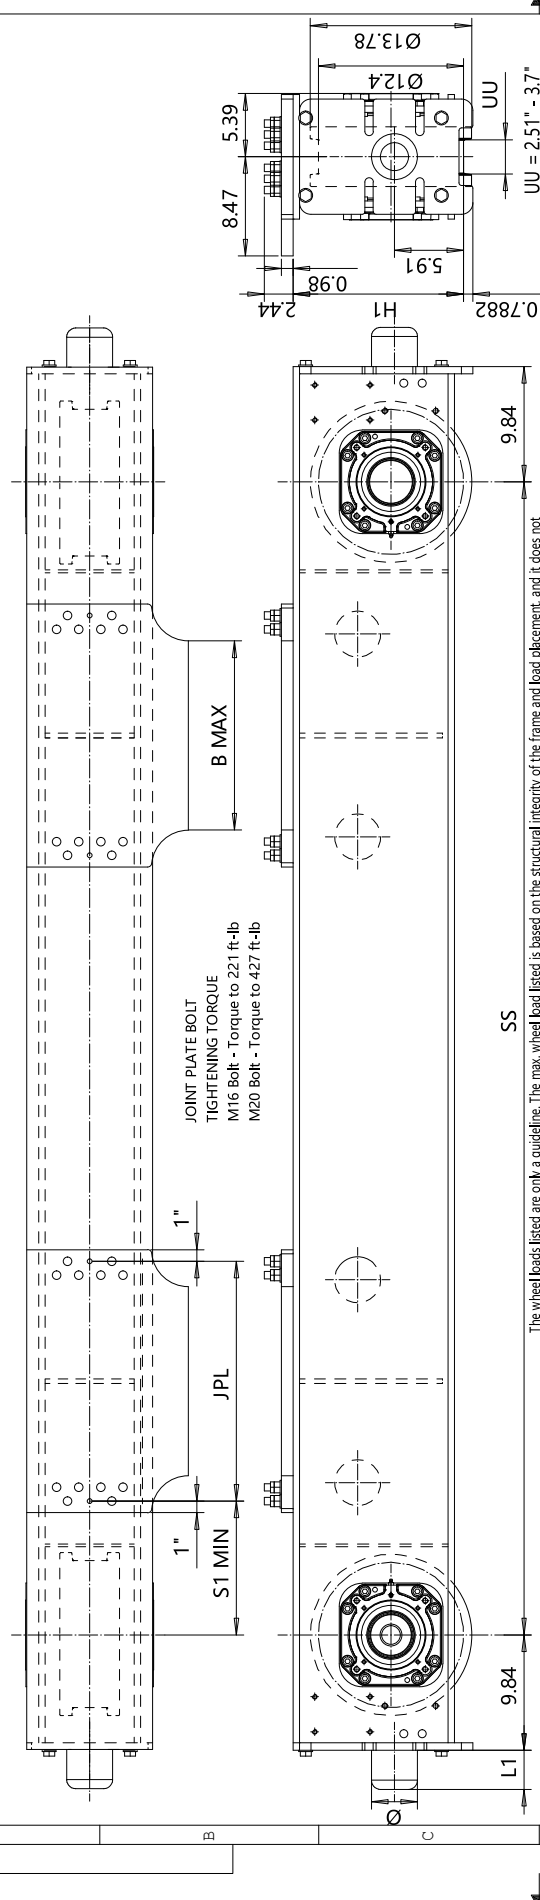 Ø13.78
Ø12.4
UU
UU = 2.51" - 3.7"
5.39
8.47
5.91
0.98
2.44
H1
0.7882
9.84
B MAX
SS
JOINT PLATE BOLT
TIGHTENING TORQUE
M16 Bolt - Torque to 221 ft-lb
M20 Bolt - Torque to 427 ft-lb
1"
JPL
1"
S1 MIN
9.84
L1
Ø
The wheel loads listed are only a guideline. The max. wheel load listed is based on the structural integrity of the frame and load placement, and it does not
B
C